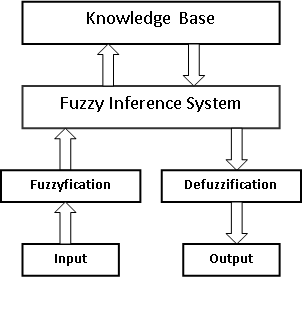 Knowledge Base
Fuzzy Inference System
Fuzzyfication
Defuzzification
Input
Output